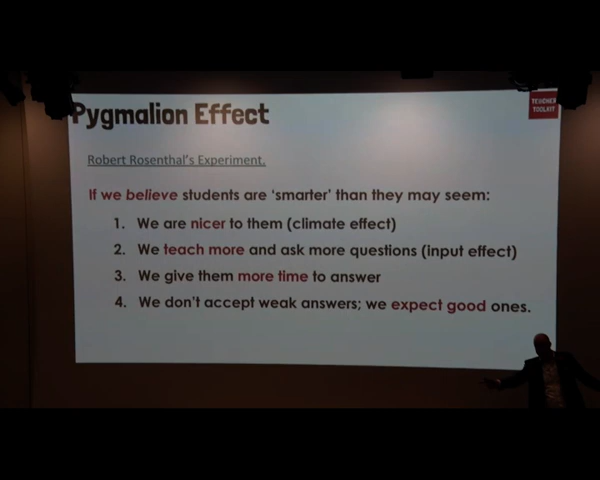 Pygmalion Effect
TEACHER
TOOLKIT
Robert Rosenthal's Experiment.
If we believe students are 'smarter' than they may seem:
1. We are nicer to them (climate effect)
2. We teach more and ask more questions (input effect)
3. We give them more time to answer
4. We don't accept weak answers; we expect good ones.